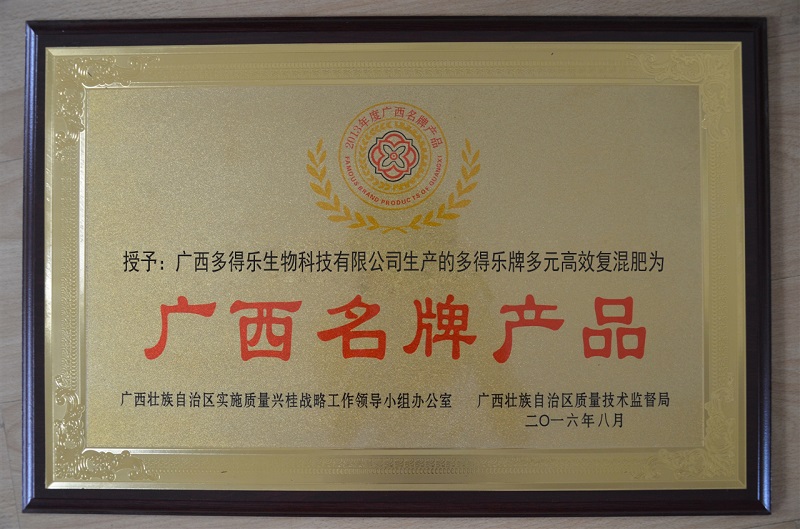 2013年度广西名牌产品
FAMOUS BRAND PRODUCTS OF GUANGXI
授予：广西多得乐生物科技有限公司生产的多得乐牌多元高效复混肥为
广西名牌产品
广西壮族自治区实施质量兴桂战略工作领导小组办公室 广西壮族自治区质量技术监督局
二〇一六年八月